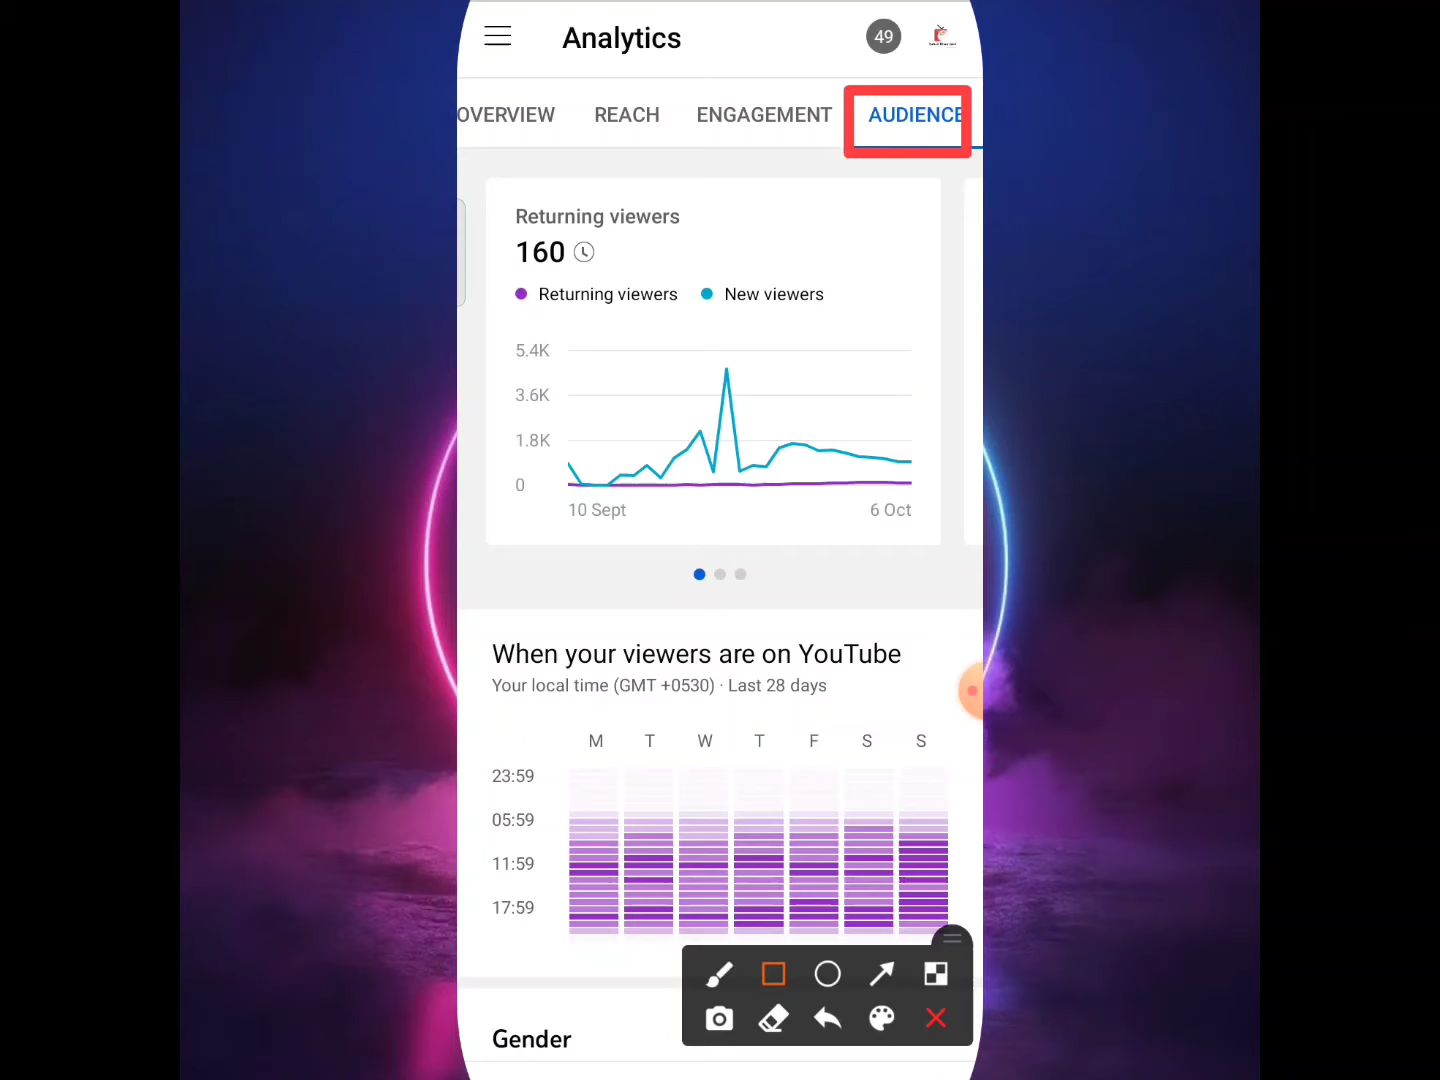 Analytics
49
OVERVIEW REACH ENGAGEMENT AUDIENCE
Returning viewers
160
Returning viewers New viewers
5.4K
3.6K
1.8K
0
10 Sept 6 Oct
When your viewers are on YouTube
Your local time (GMT +0530) · Last 28 days
M T W T F S S
23:59
05:59
11:59
17:59
Gender